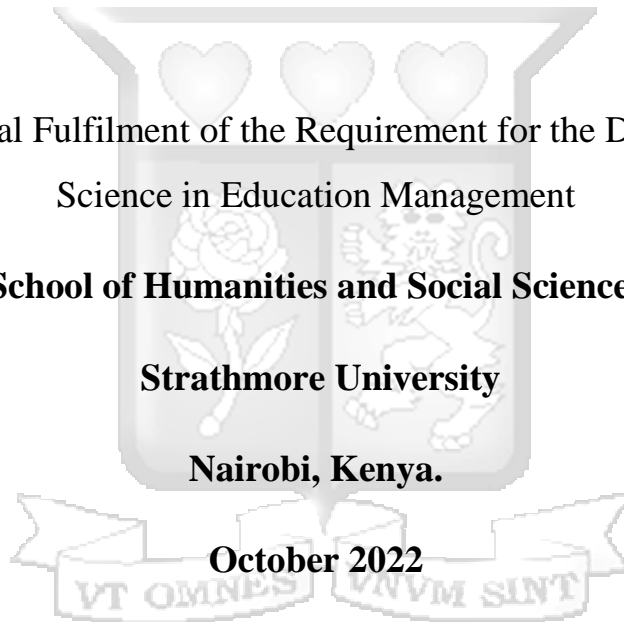 al Fulfilment of the Requirement for the D
Science in Education Management
School of Humanities and Social Science
Strathmore University
Nairobi, Kenya.
October 2022
VT OMNES VNVM SINT